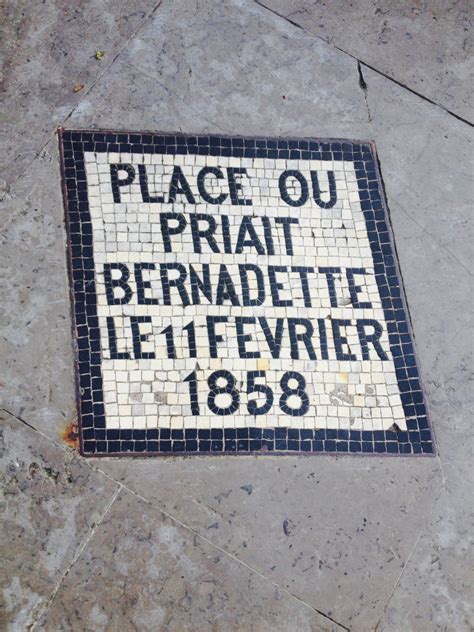 PLACE OU
PRIAIT
BERNADETTE
LE 11 FEVRIER
1858